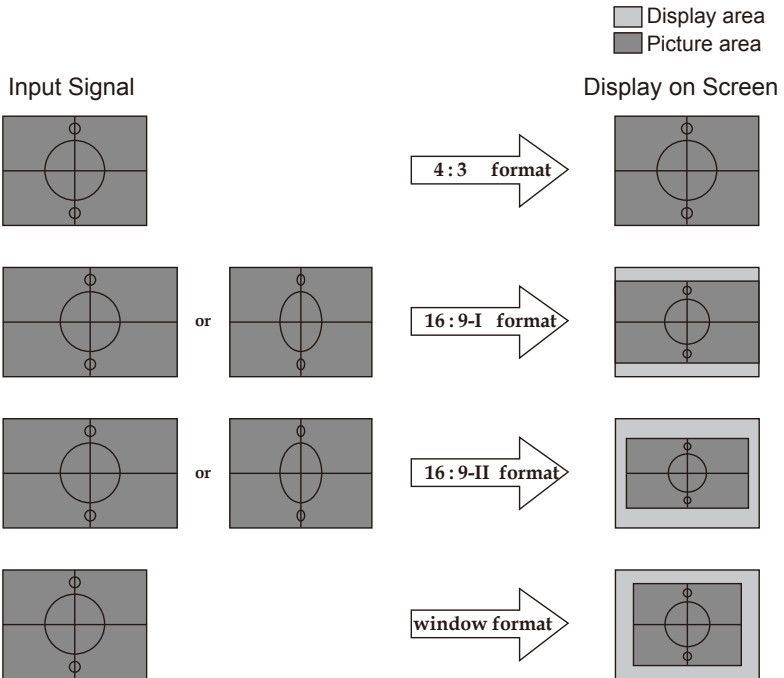 Display area
Picture area
Input Signal
Display on Screen
4 : 3 format
or
16 : 9-I format
or
16 : 9-II format
window format